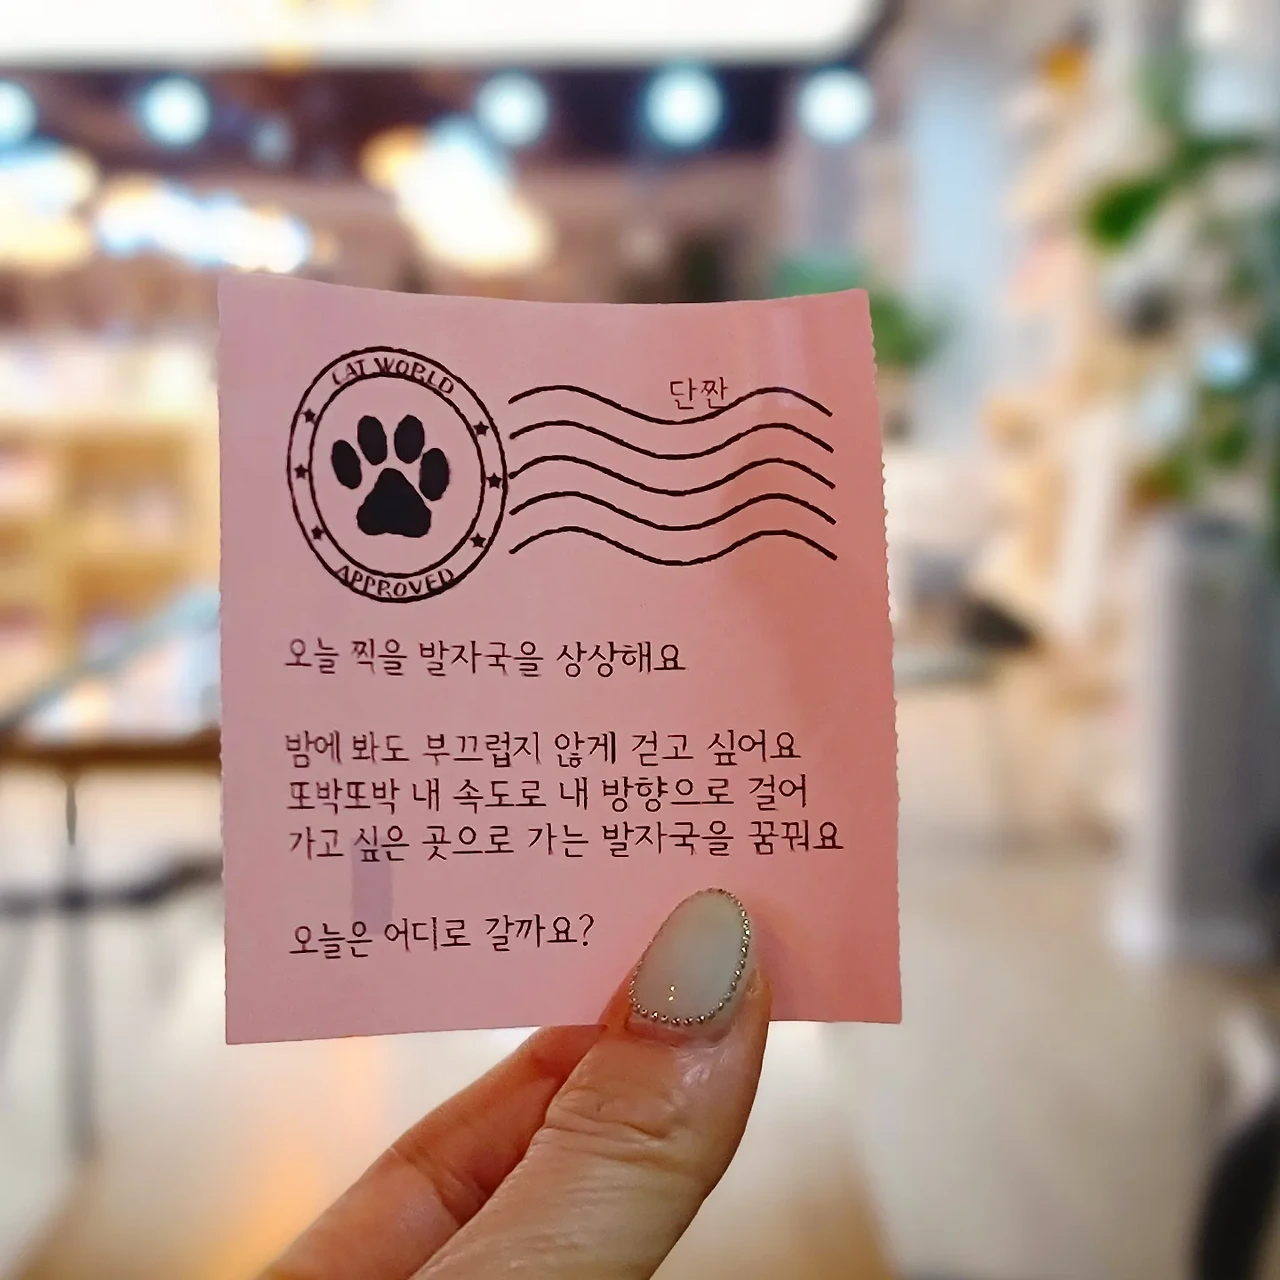 CAT WORLD
단짠
APPROVED
오늘 찍을 발자국을 상상해요
밤에 봐도 부끄럽지 않게 걷고 싶어요
또박또박 내 속도로 내 방향으로 걸어
가고 싶은 곳으로 가는 발자국을 꿈꿔요
오늘은 어디로 갈까요?